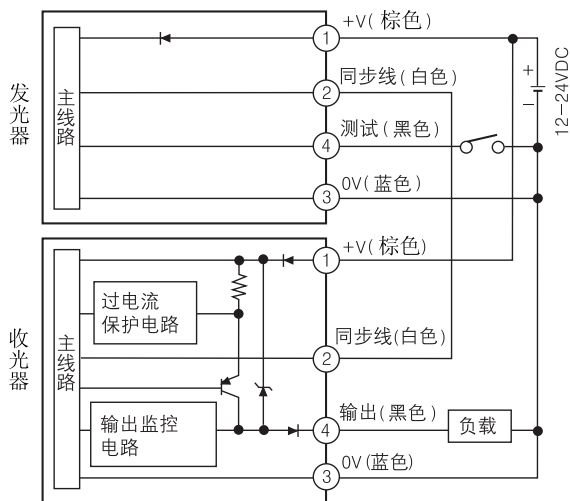 发光器
主线路
1
+V(棕色)
2
同步线(白色)
4
测试(黑色)
3
0V(蓝色)
+
−
12−24VDC
收光器
主线路
过电流
保护电路
输出监控
电路
1
+V(棕色)
2
同步线(白色)
4
输出(黑色)
负载
3
0V(蓝色)